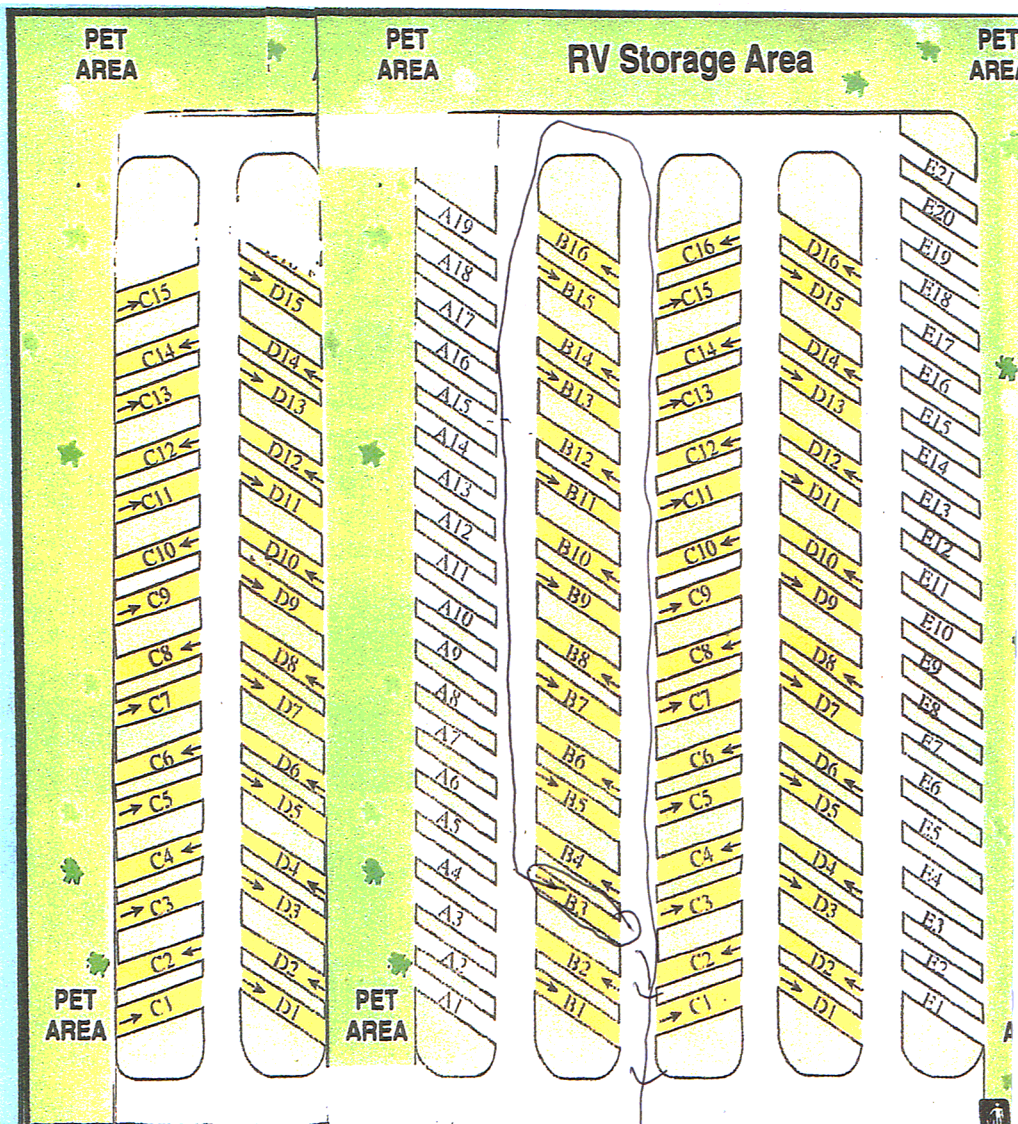 PET
AREA
C15
C14
C13
C12
C11
C10
C9
C8
C7
C6
C5
C4
C3
C2
C1
D15
D14
D13
D12
D11
D10
D9
D8
D7
D6
D5
D4
D3
D2
D1
PET
AREA
PET
AREA
RV Storage Area
PET
AREA
A19
A18
A17
A16
A15
A14
A13
A12
A11
A10
A9
A8
A7
A6
A5
A4
A3
A2
A1
B16
B15
B14
B13
B12
B11
B10
B9
B8
B7
B6
B5
B4
B3
B2
B1
C16
C15
C14
C13
C12
C11
C10
C9
C8
C7
C6
C5
C4
C3
C2
C1
D16
D15
D14
D13
D12
D11
D10
D9
D8
D7
D6
D5
D4
D3
D2
D1
E21
E20
E19
E18
E17
E16
E15
E14
E13
E12
E11
E10
E9
E8
E7
E6
E5
E4
E3
E2
E1
PET
AREA